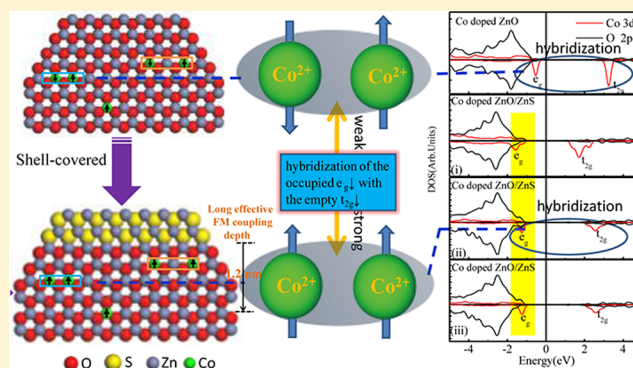 Shell-covered
Long effective
FM coupling
depth
1.2 nm
O S Zn Co
Co2+ Co2+
weak
hybridization of the
occupied eg↓ with
the empty t2g↓
strong
Co2+ Co2+
DOS(Arb.Units)
Co doped ZnO
Co 3d
O 2p
hybridization
eg
t2g
Co doped ZnO/ZnS
eg
t2g
(i)
Co doped ZnO/ZnS
hybridization
eg
t2g
(ii)
Co doped ZnO/ZnS
eg
t2g
(iii)
-4 -2 0 2 4
Energy(eV)